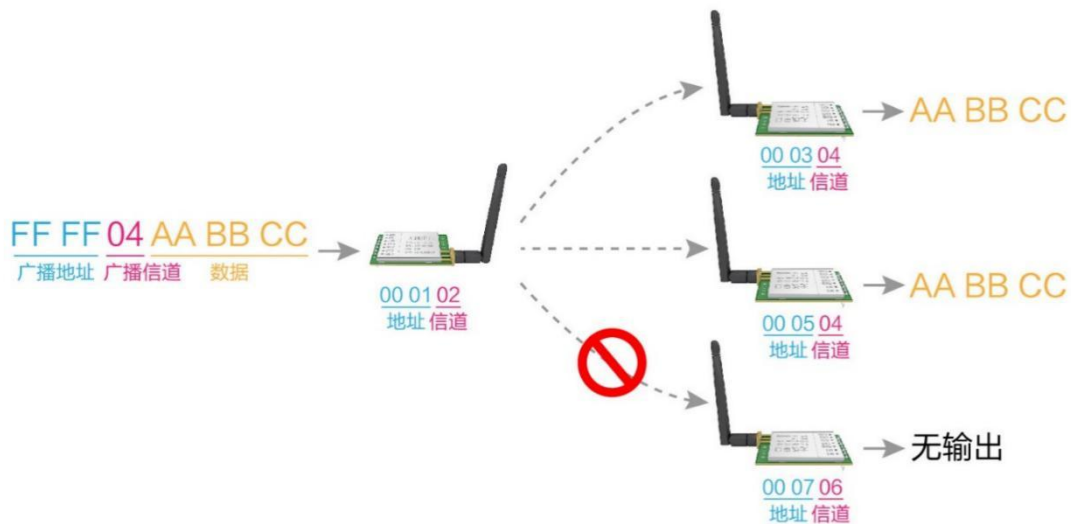 AA BB CC
00 03 04
地址 信道
FF FF 04 AA BB CC
广播地址 广播信道 数据
00 01 02
地址 信道
AA BB CC
00 05 04
地址 信道
无输出
00 07 06
地址 信道